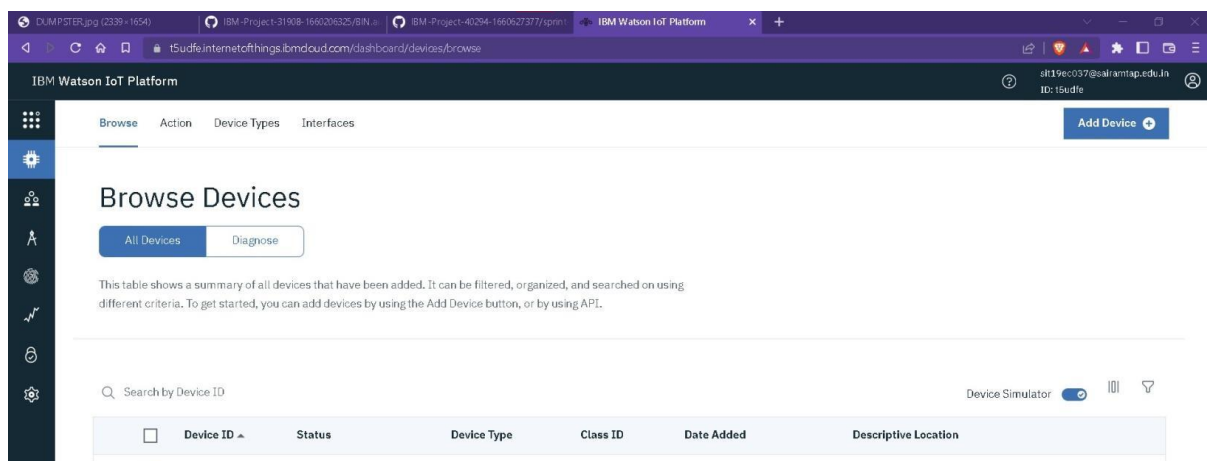 DUMPSTER.jpg (2339×1654)
IBM-Project-31908-1660206325/BIN.a
IBM-Project-40294-1660627377/sprint
IBM Watson IoT Platform
t5udfe.internetofthings.ibmcloud.com/dashboard/devices/browse
IBM Watson IoT Platform
sit19ec037@sairamtap.edu.in
ID: t5udfe
Browse Action Device Types Interfaces
Add Device
Browse Devices
All Devices Diagnose
This table shows a summary of all devices that have been added. It can be filtered, organized, and searched on using
different criteria. To get started, you can add devices by using the Add Device button, or by using API.
Search by Device ID
Device Simulator
Device ID Status Device Type Class ID Date Added Descriptive Location